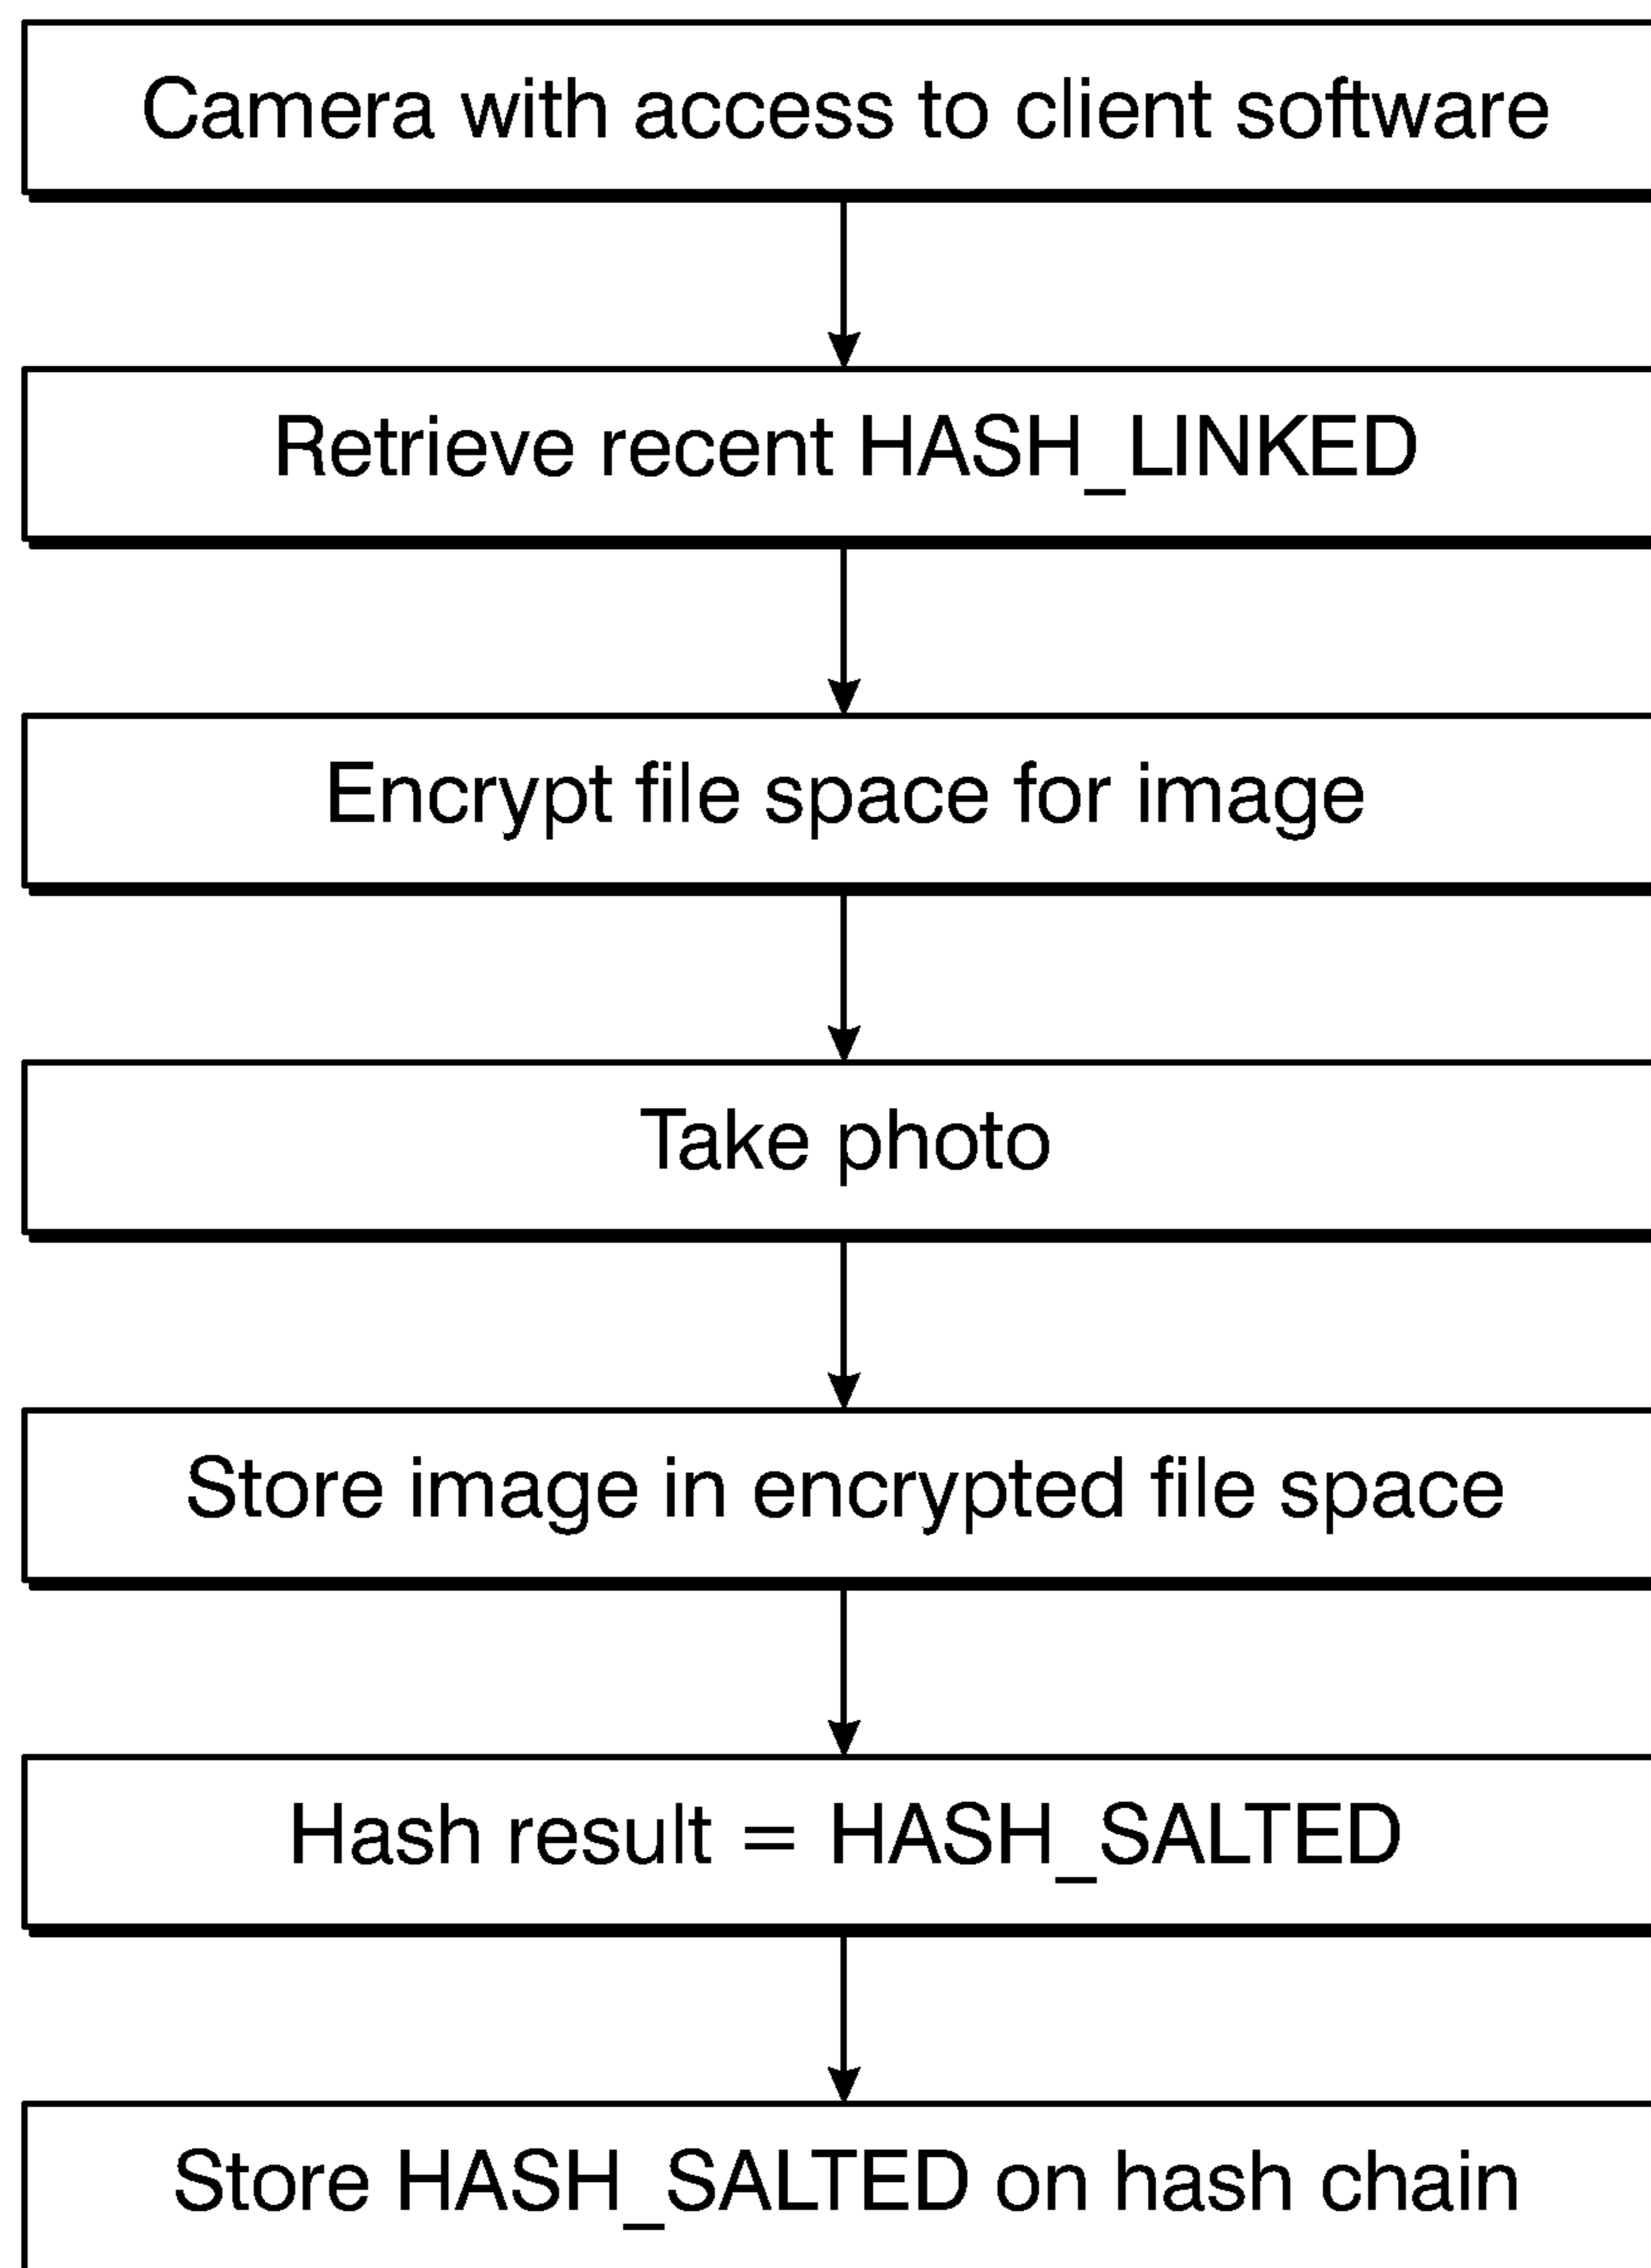 Camera with access to client software
Retrieve recent HASH_LINKED
Encrypt file space for image
Take photo
Store image in encrypted file space
Hash result = HASH_SALTED
Store HASH_SALTED on hash chain